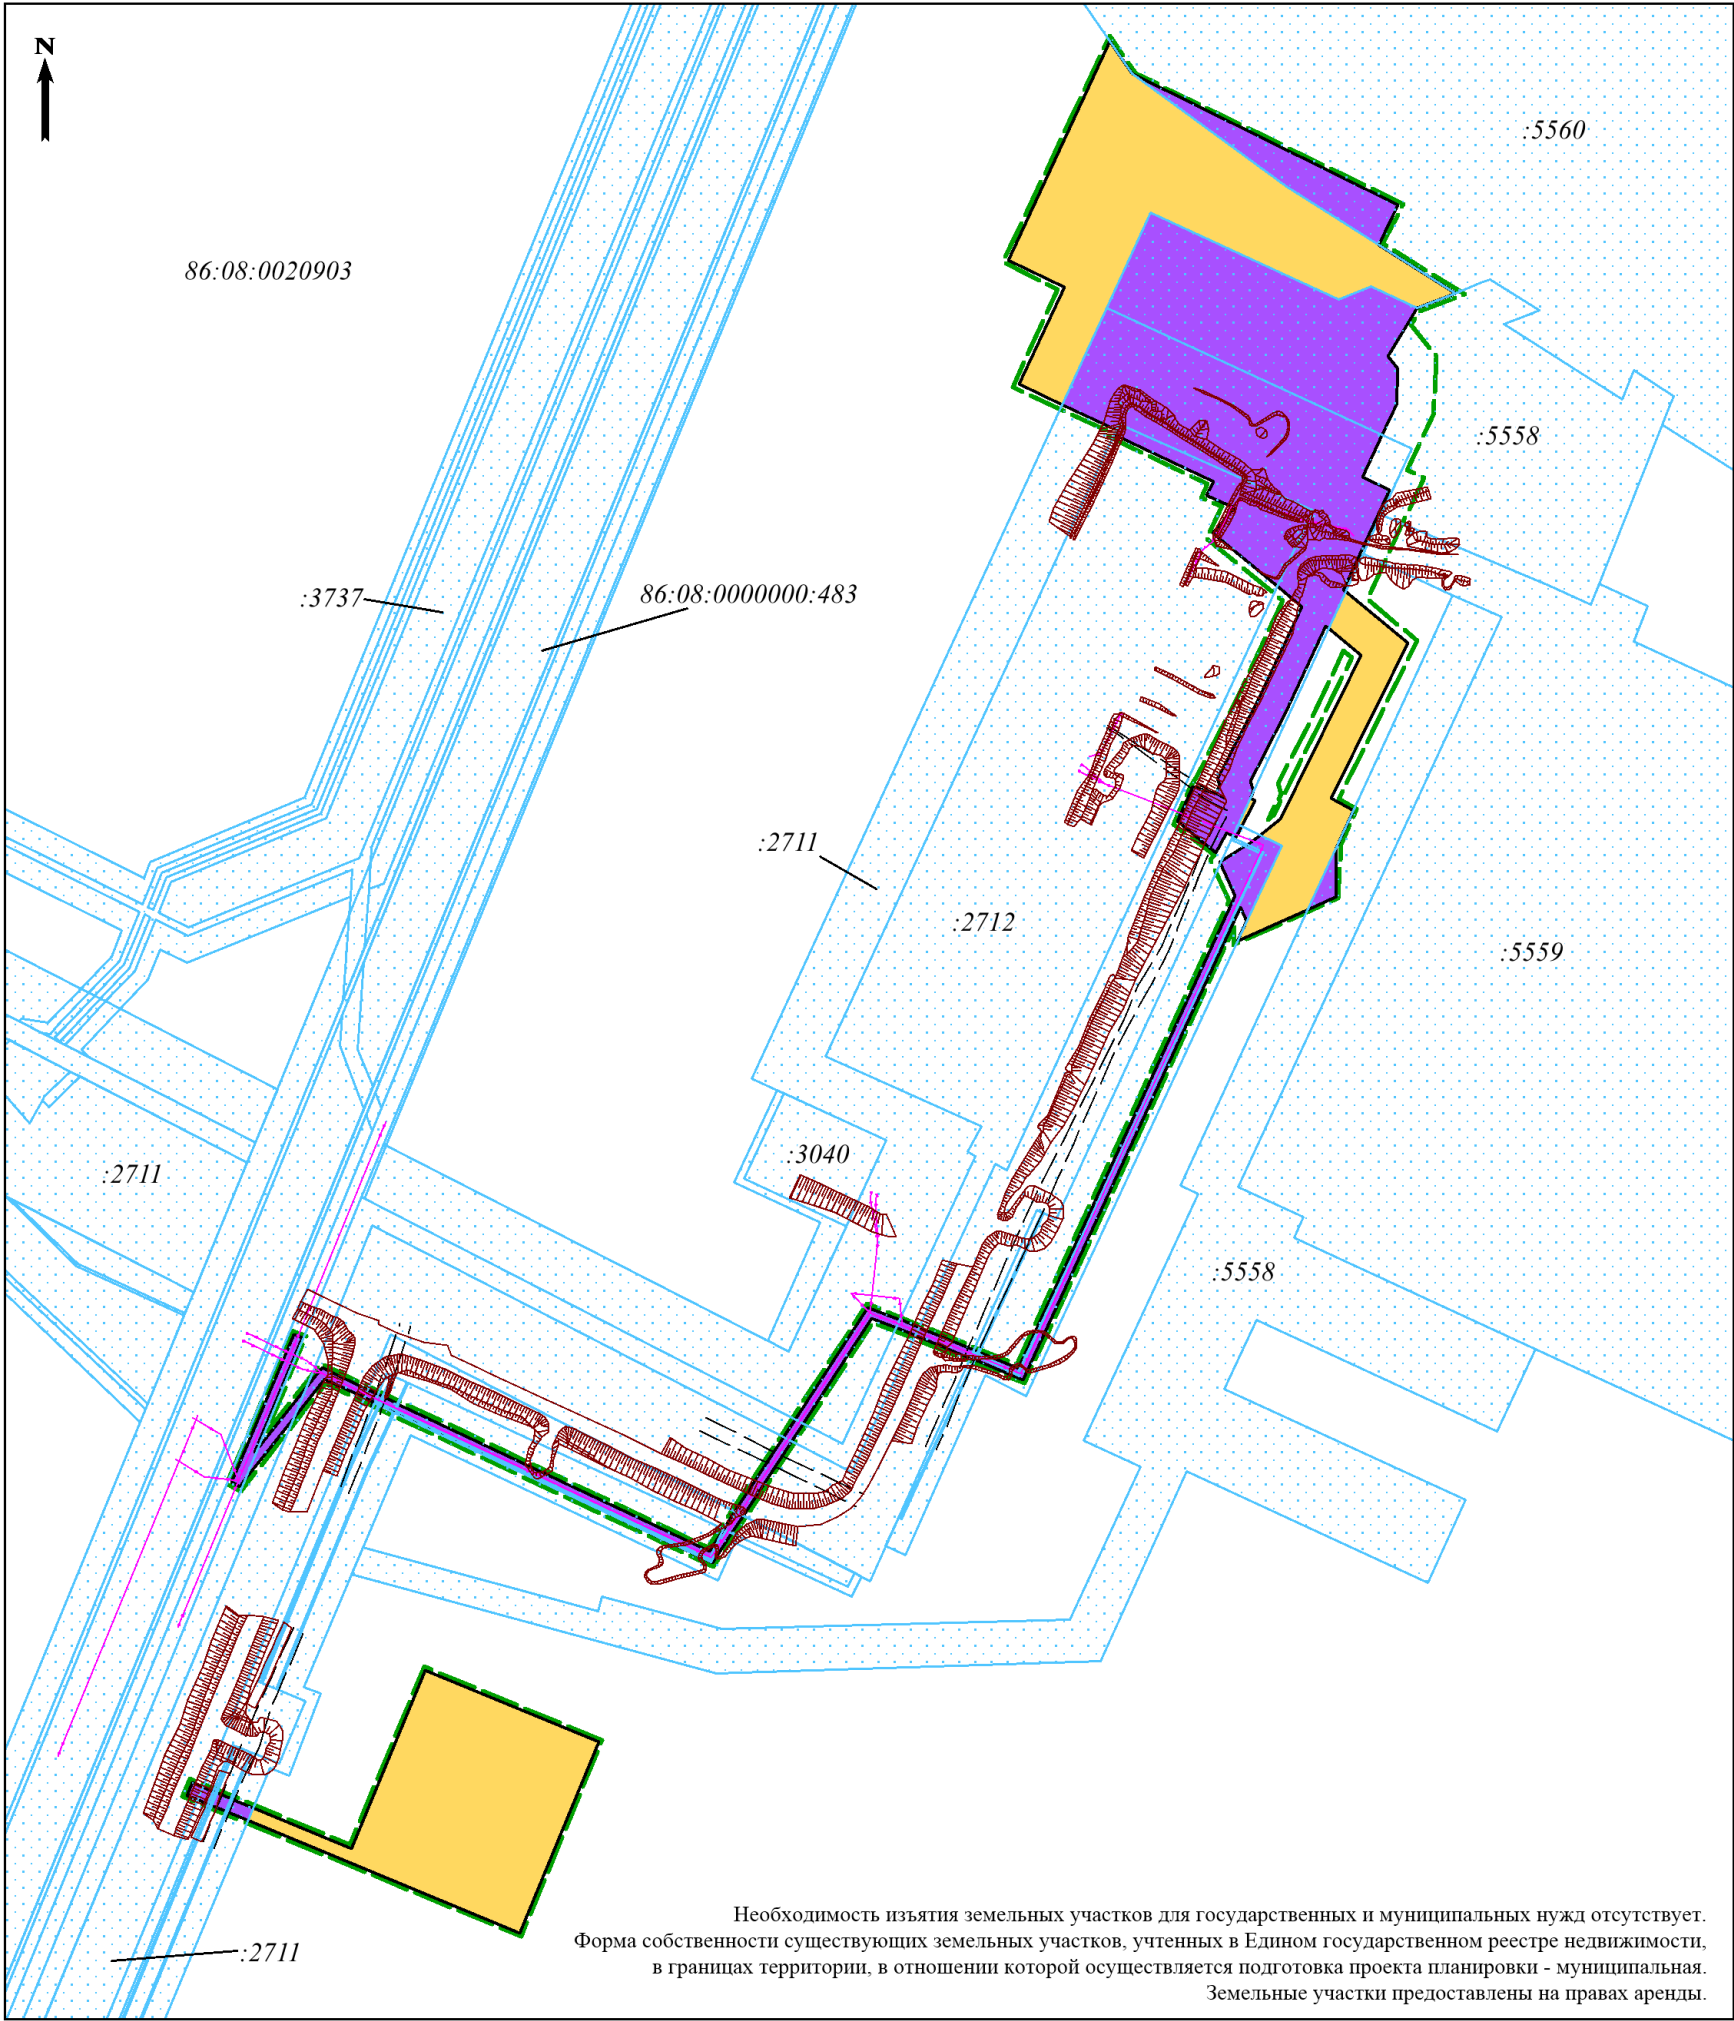 N
:5560
86:08:0020903
:5558
:3737
86:08:0000000:483
:2711
:2712
:5559
:3040
:2711
:5558
:2711
Необходимость изъятия земельных участков для государственных и муниципальных нужд отсутствует.
Форма собственности существующих земельных участков, учтенных в Едином государственном реестре недвижимости,
в границах территории, в отношении которой осуществляется подготовка проекта планировки - муниципальная.
Земельные участки предоставлены на правах аренды.